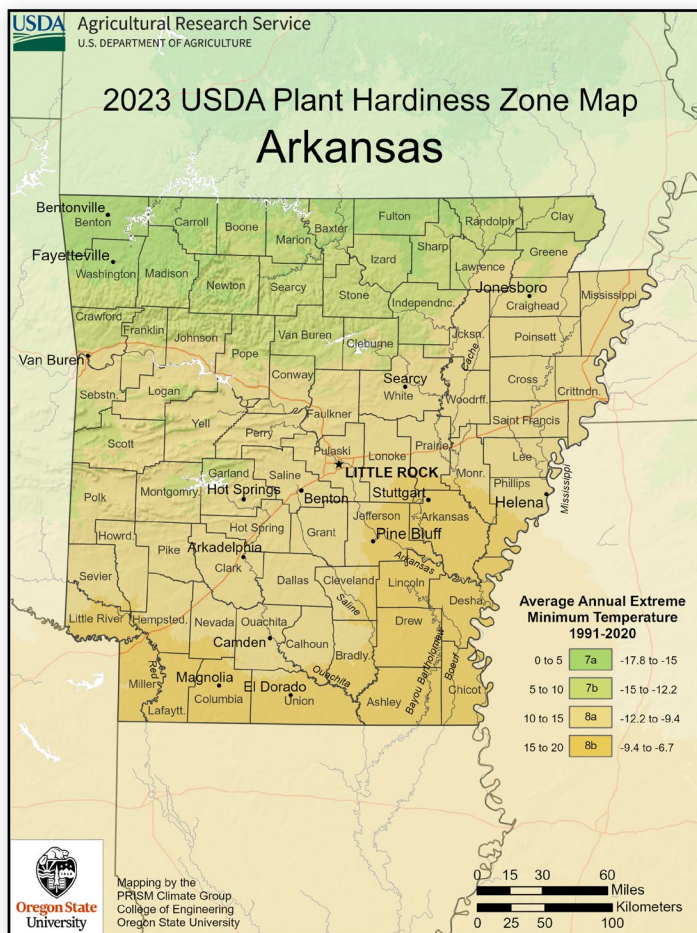 USDA
Agricultural Research Service
U.S. DEPARTMENT OF AGRICULTURE
2023 USDA Plant Hardiness Zone Map
Arkansas
Bentonville
Benton
Carroll
Boone
Marion
Baxter
Fulton
Randolph
Clay
Fayetteville
Washington
Madison
Newton
Searcy
Stone
Izard
Sharp
Lawrence
Greene
Independnc.
Jonesboro
Craighead
Mississippi
Crawford
Franklin
Johnson
Pope
Van Buren
Cleburne
Jcksn.
Cache
Poinsett
Van Buren
Conway
Searcy
White
Woodrff.
Cross
Crittndn.
Sebstn.
Logan
Faulkner
Saint Francis
Scott
Yell
Perry
Pulaski
LITTLE ROCK
Lonoke
Prairie
Monr.
Lee
Phillips
Helena
Mississippi
Polk
Montgomry.
Garland
Hot Springs
Saline
Benton
Stuttgart
Arkansas
Jefferson
Pine Bluff
Arkansas
Hot Spring
Grant
Howrd.
Pike
Arkadelphia
Clark
Sevier
Dallas
Cleveland
Saline
Lincoln
Desha
Little River
Hempsted.
Nevada
Ouachita
Camden
Calhoun
Bradly.
Drew
Bayou Bartholomew
Boeuf
Red
Miller
Lafaytt.
Magnolia
Columbia
El Dorado
Union
Ouachita
Ashley
Chicot
Average Annual Extreme
Minimum Temperature
1991-2020
0 to 5 7a -17.8 to -15
5 to 10 7b -15 to -12.2
10 to 15 8a -12.2 to -9.4
15 to 20 8b -9.4 to -6.7
Oregon State
University
Mapping by the
PRISM Climate Group
College of Engineering
Oregon State University
0 15 30 60
Miles
Kilometers
0 25 50 100